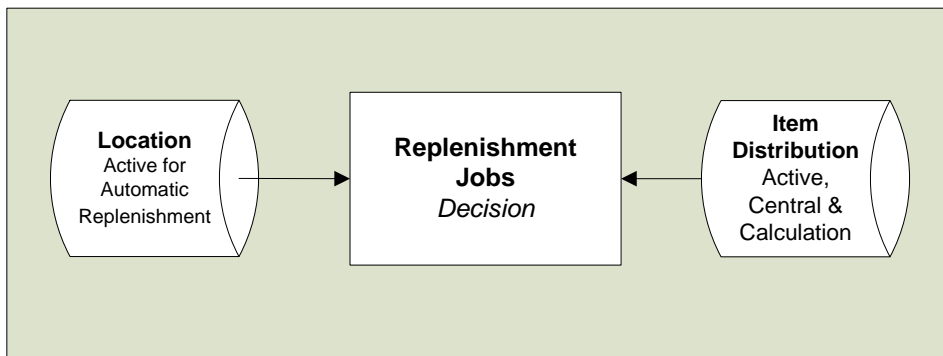 Location
Active for
Automatic
Replenishment
Replenishment
Jobs
Decision
Item
Distribution
Active,
Central &
Calculation